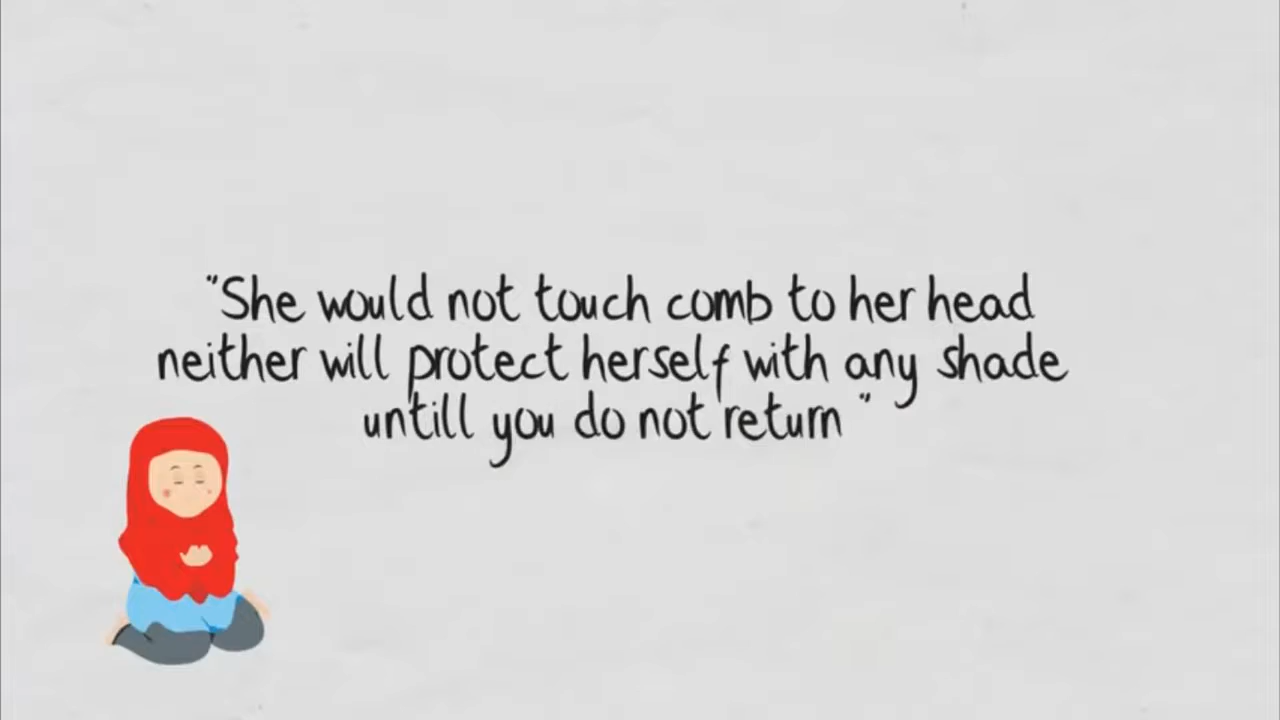 "She would not touch comb to her head
neither will protect herself with any shade
untill you do not return "